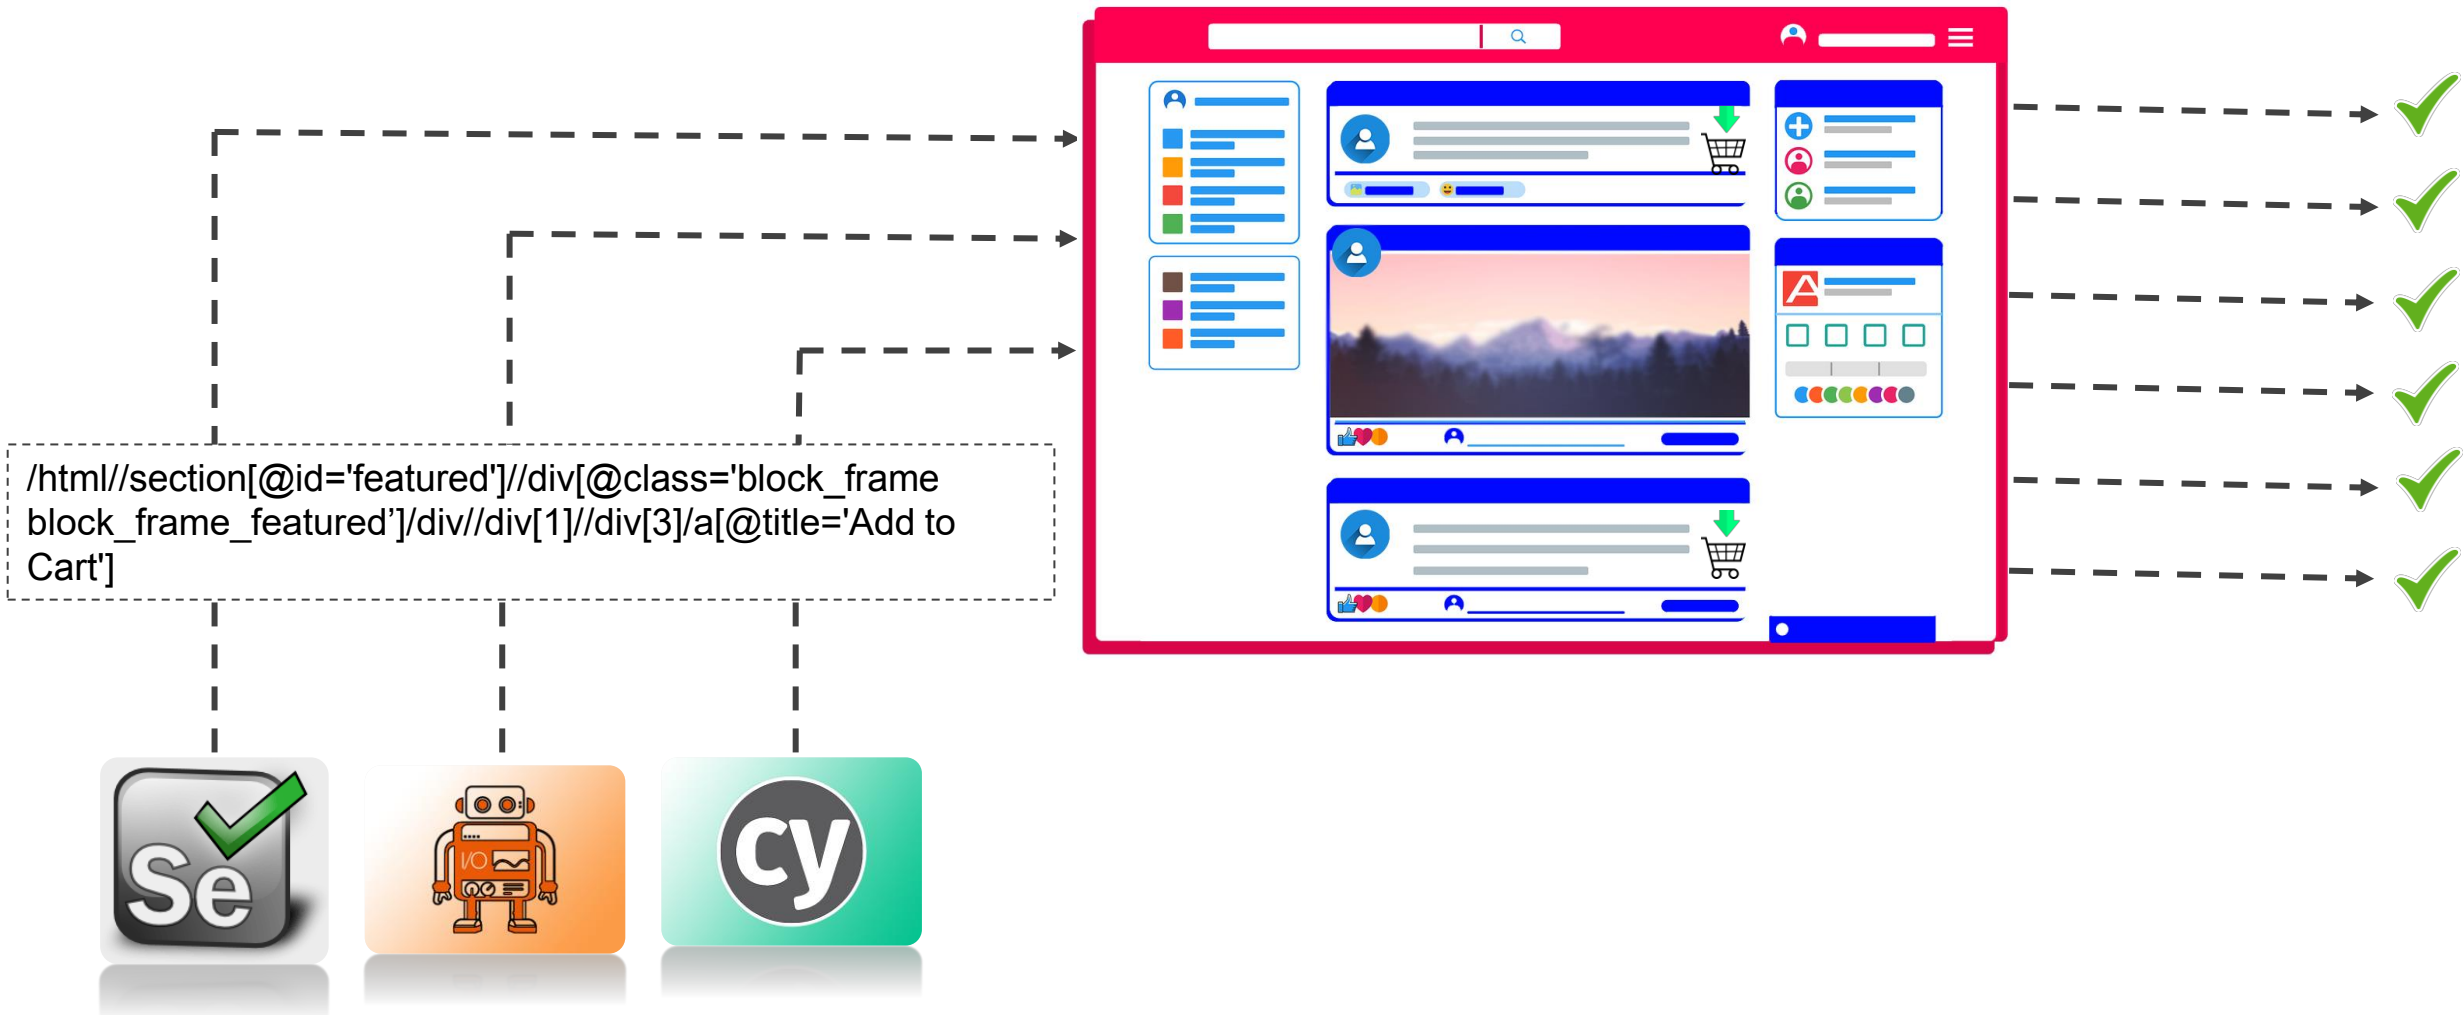 /html//section[@id='featured']//div[@class='block_frame
block_frame_featured’]/div//div[1]//div[3]/a[@title='Add to
Cart']
A
I/O
Se
cy